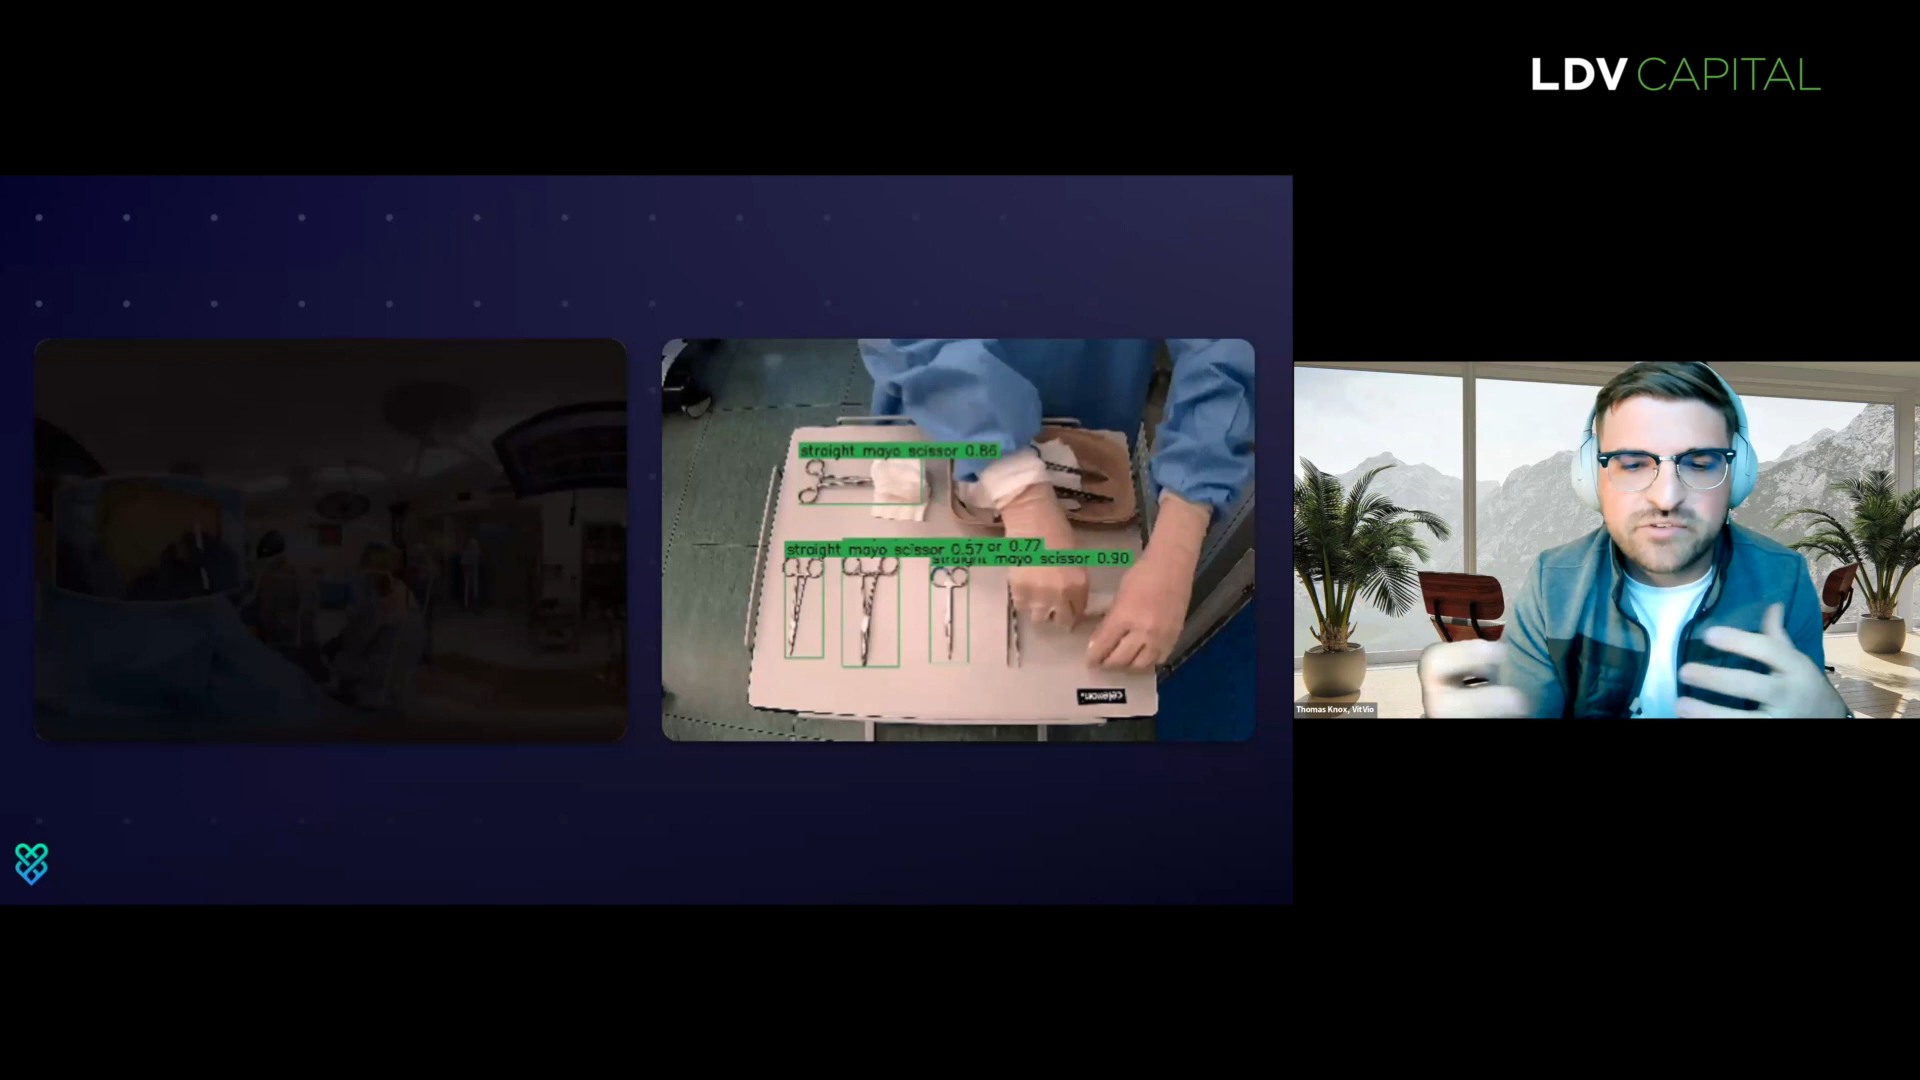 LDV CAPITAL
straight mayo scissor 0.86
straight mayo scissor 0.57 or 0.77
straight mayo scissor 0.90
celexon.
Thomas Knox, VitVio